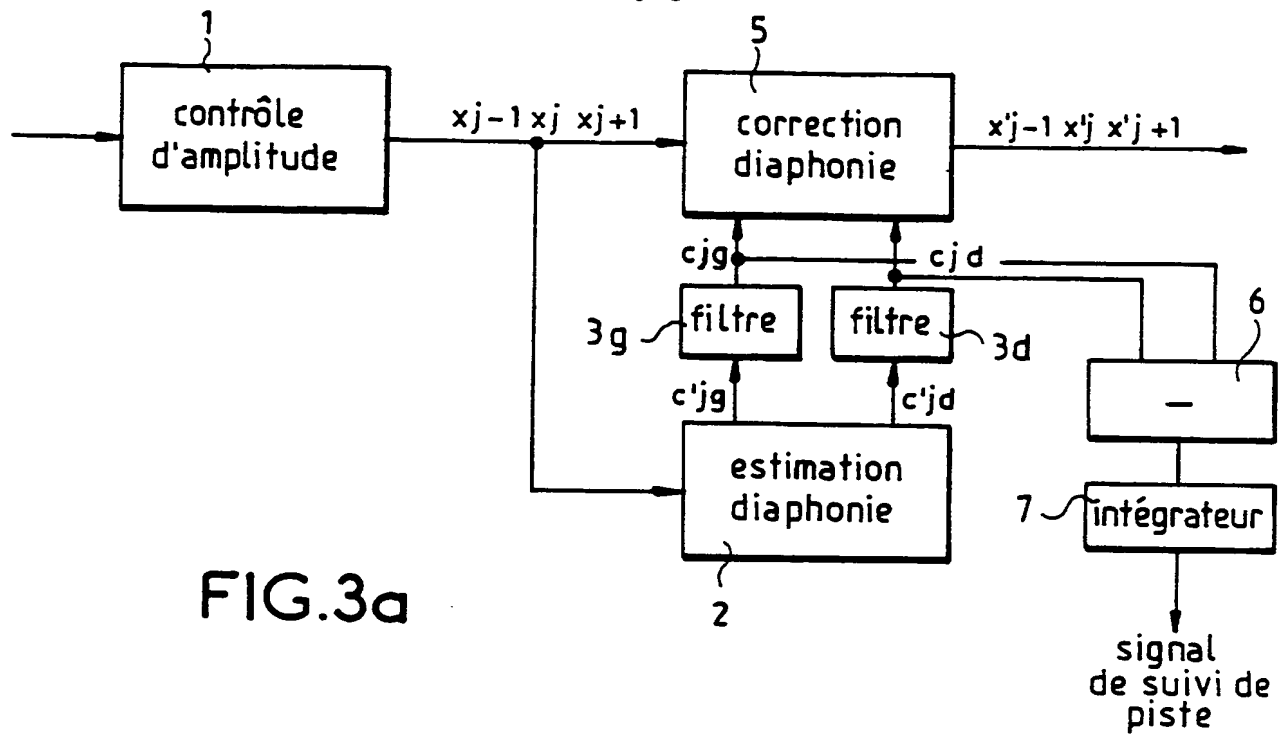 1
5
contrôle
d'amplitude
xj-1 xj xj+1
correction
diaphonie
x'j-1 x'j x'j+1
cjg
cjd
3g
filtre
filtre
3d
6
c'jg
c'jd
–
estimation
diaphonie
7
intégrateur
FIG.3a
2
signal
de suivi de
piste